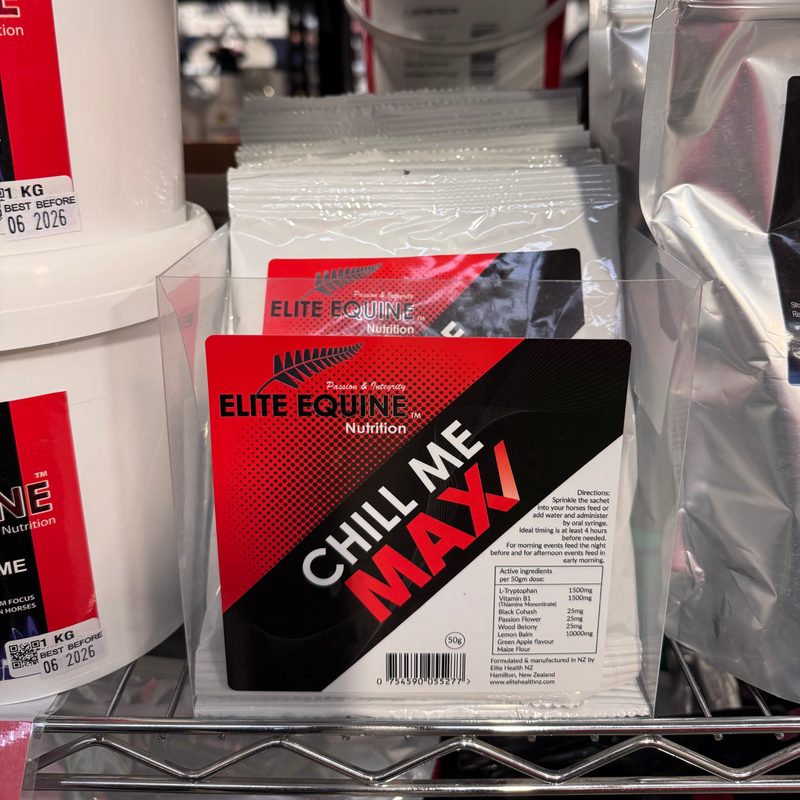 1 KG
BEST BEFORE
06 2026
Passion & Integrity
ELITE EQUINE TM
Nutrition
Passion & Integrity
ELITE EQUINE TM
Nutrition
CHILL ME
MAX
Directions:
Sprinkle the sachet
into your horses feed or
add water and administer
by oral syringe.
Ideal timing is at least 4 hours
before needed.
For morning events feed the night
before and for afternoon events feed in
early morning.
Active ingredients
per 50gm dose:
L-Tryptophan 1500mg
Vitamin B1 1500mg
(Thiamine Mononitrate)
Black Cohash 25mg
Passion Flower 25mg
Wood Betony 25mg
Lemon Balm 10000mg
Green Apple flavour
Maize Flour
Formulated & manufactured in NZ by
Elite Health NZ
Hamilton, New Zealand
www.elitehealthnz.com
50g
0 754590 055277 >
TM
NE
Nutrition
ME
M FOCUS
N HORSES
1 KG
BEST BEFORE
06 2026